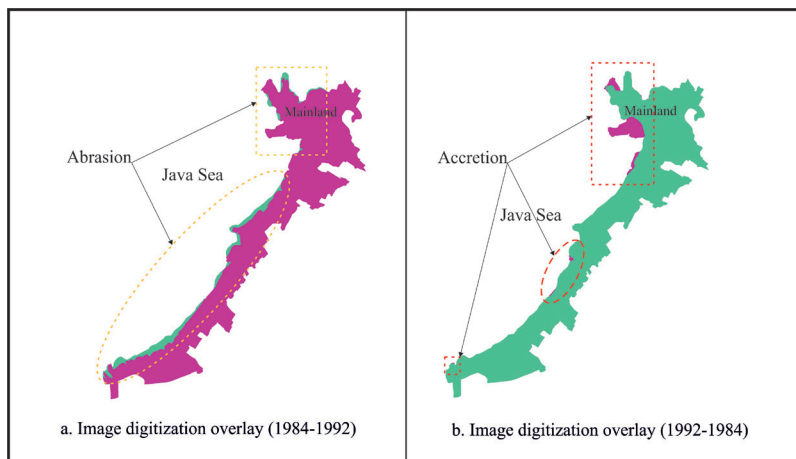 Mainland
Abrasion
Java Sea
a. Image digitization overlay (1984-1992)
Mainland
Accretion
Java Sea
b. Image digitization overlay (1992-1984)